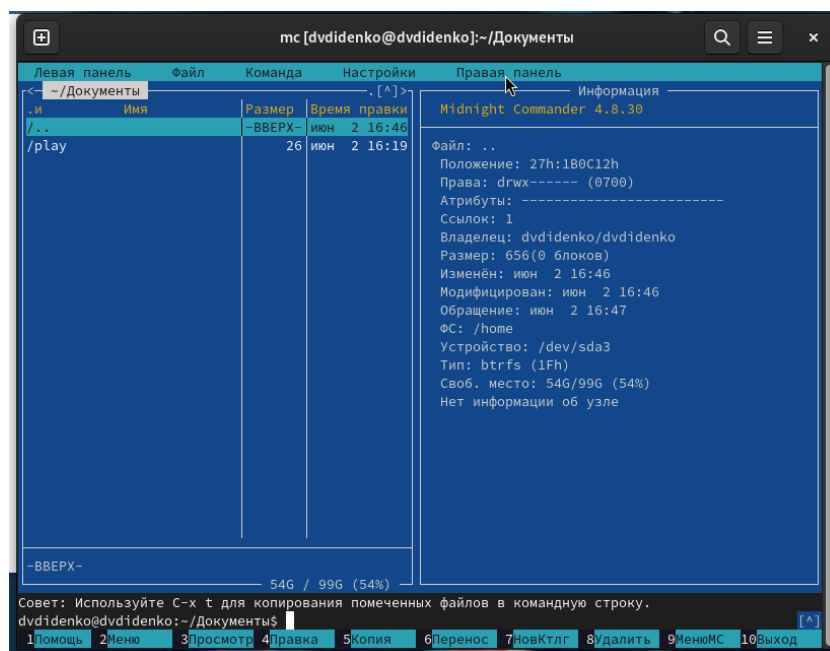 mc [dvdidenko@dvdidenko]:~/Документы
Левая панель Файл Команда Настройки Правая панель
<- ~/Документы .[^]>
.и Имя Размер Время правки
/.. -ВВЕРХ- июн 2 16:46
/play 26 июн 2 16:19
-ВВЕРХ-
54G / 99G (54%)
Информация
Midnight Commander 4.8.30
Файл: ..
Положение: 27h:1B0C12h
Права: drwx------ (0700)
Атрибуты: -------------------------
Ссылок: 1
Владелец: dvdidenko/dvdidenko
Размер: 656(0 блоков)
Изменён: июн 2 16:46
Модифицирован: июн 2 16:46
Обращение: июн 2 16:47
ФС: /home
Устройство: /dev/sda3
Тип: btrfs (1Fh)
Своб. место: 54G/99G (54%)
Нет информации об узле
Совет: Используйте C-x t для копирования помеченных файлов в командную строку.
dvdidenko@dvdidenko:~/Документы$ [^]
1Помощь 2Меню 3Просмотр 4Правка 5Копия 6Перенос 7НовКтлг 8Удалить 9МенюMC 10Выход